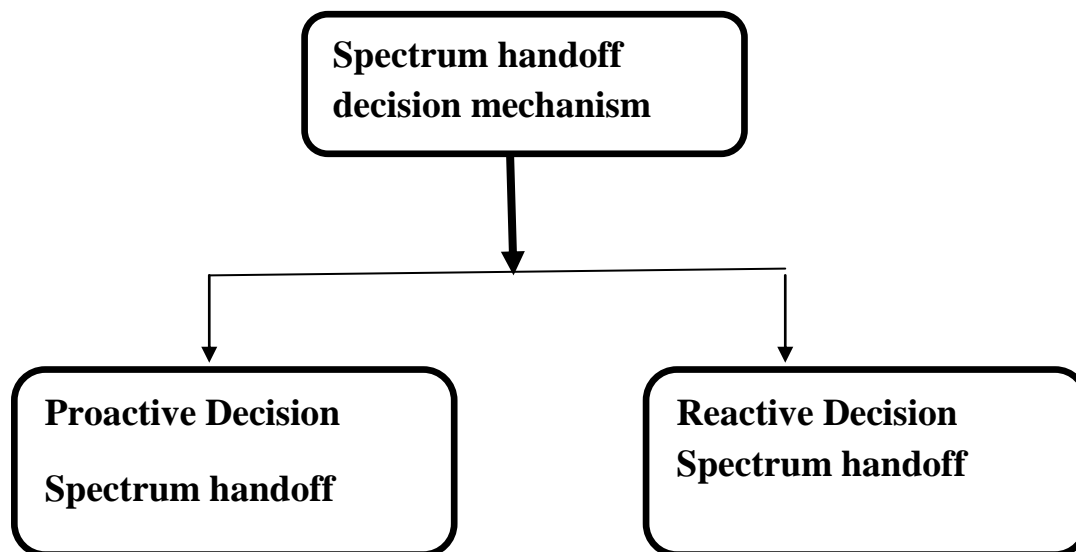 Spectrum handoff
decision mechanism
Proactive Decision
Spectrum handoff
Reactive Decision
Spectrum handoff